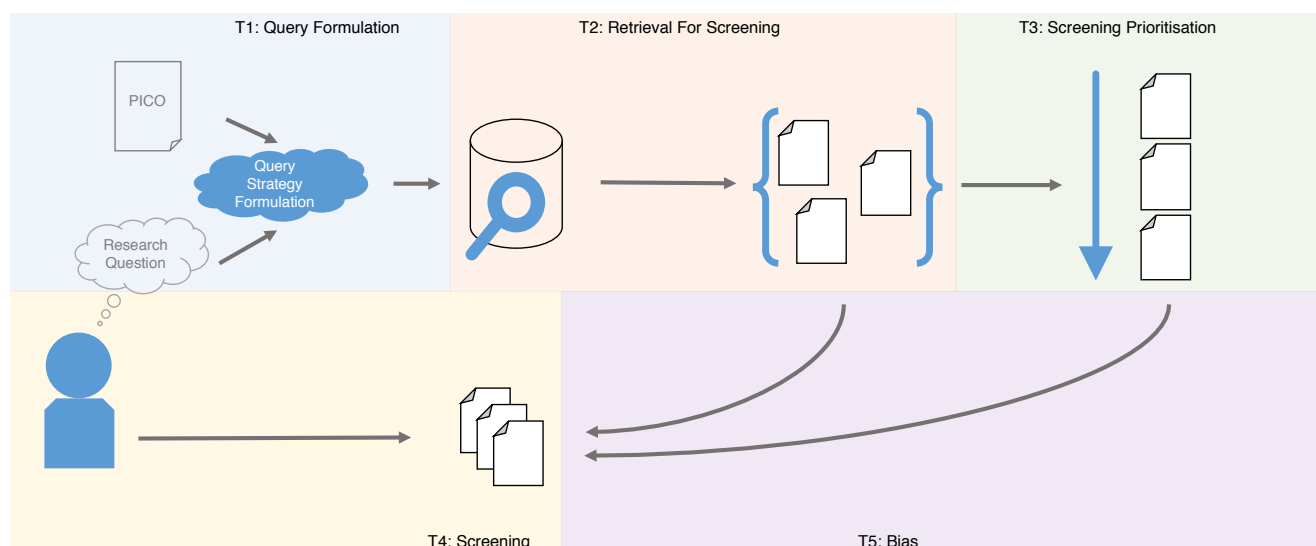 T1: Query Formulation
T2: Retrieval For Screening
T3: Screening Prioritisation
PICO
Query
Strategy
Formulation
Research
Question
T4: Screening
T5: Bias